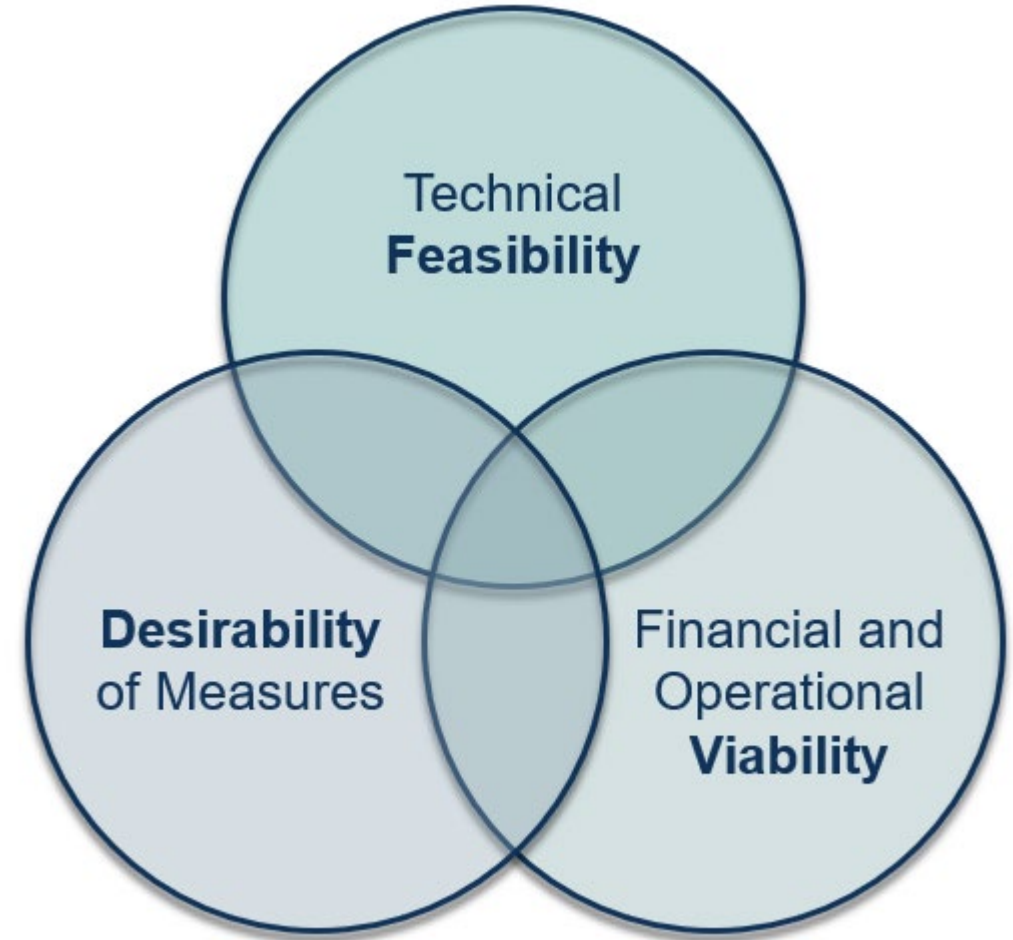 Technical
Feasibility
Desirability
of Measures
Financial and
Operational
Viability